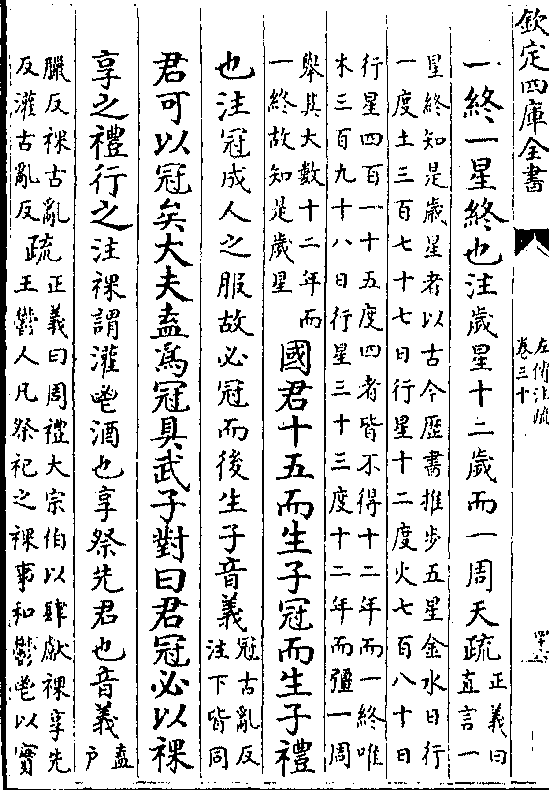 欽定四庫全書
左傳注疏
卷三十
一終一星終也注歲星十二歲而一周天疏
正義曰
直言一
星終知是歲星者以古今歷書推步五星金水日行
一度土三百七十七日行星十二度火七百八十日
行星四百一十五度四者皆不得十二年而一終唯
木三百九十八日行星三十三度十二年而彊一周
舉其大數十二年而
一終故知是歲星
國君十五而生子冠而生子禮
也注冠成人之服故必冠而後生子音義
冠古亂反
注下皆同
君可以冠矣大夫盍為冠具武子對曰君冠必以祼
享之禮行之注祼謂灌鬯酒也享祭先君也音義
盍
户
臘反祼古亂
反灌古亂反
疏
正義曰周禮大宗伯以肆獻祼享先
王鬱人凡祭祀之祼事和鬱鬯以實